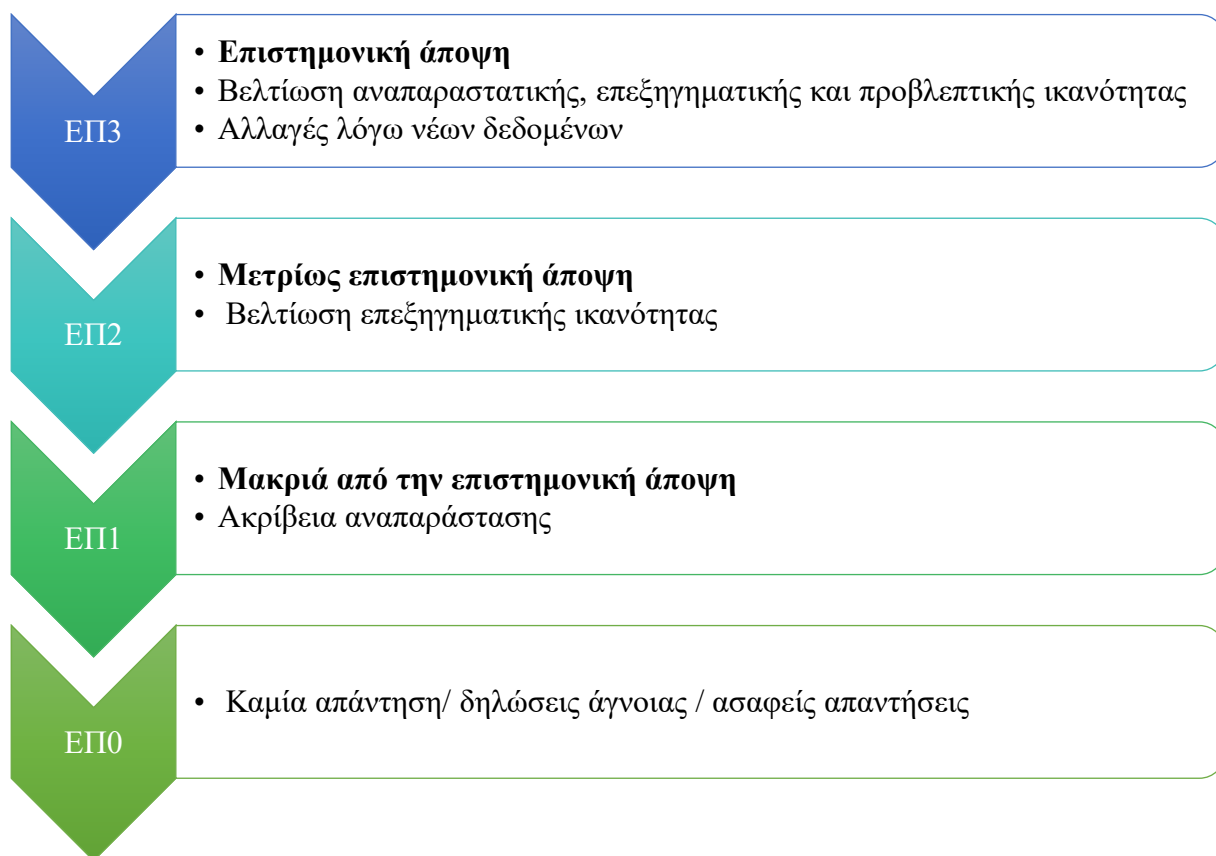 ΕΠ3
• Επιστημονική άποψη
• Βελτίωση αναπαραστατικής, επεξηγηματικής και προβλεπτικής ικανότητας
• Αλλαγές λόγω νέων δεδομένων
ΕΠ2
• Μετρίως επιστημονική άποψη
• Βελτίωση επεξηγηματικής ικανότητας
ΕΠ1
• Μακριά από την επιστημονική άποψη
• Ακρίβεια αναπαράστασης
ΕΠ0
• Καμία απάντηση/ δηλώσεις άγνοιας / ασαφείς απαντήσεις